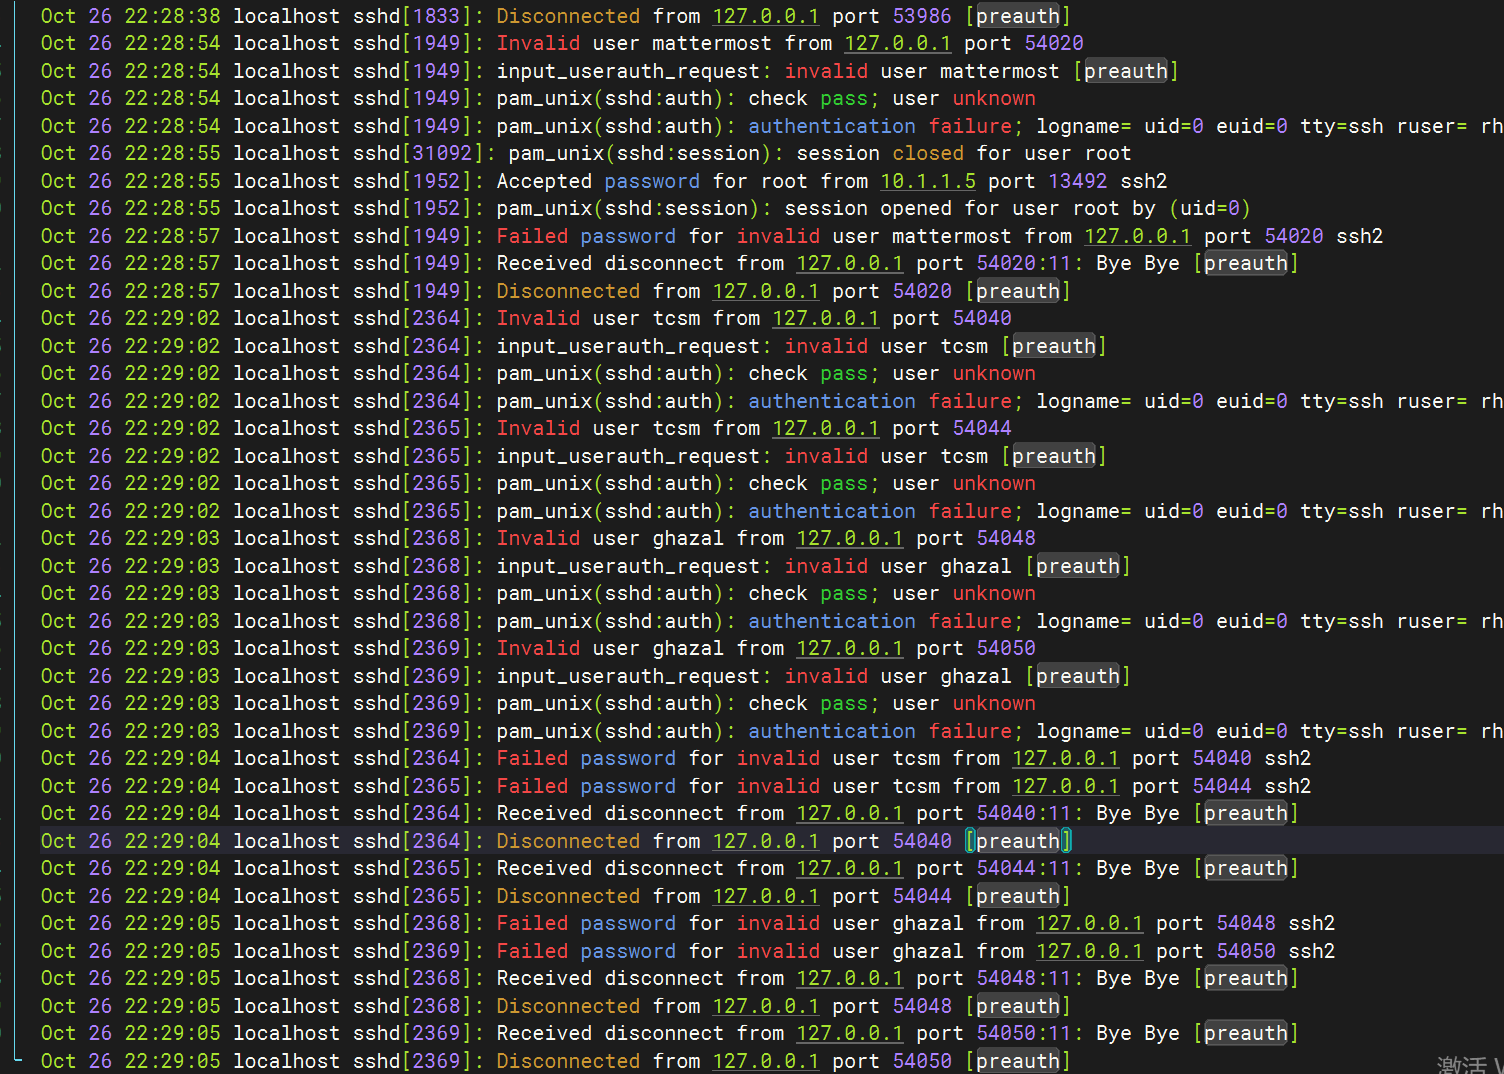 Oct 26 22:28:38 localhost sshd[1833]: Disconnected from 127.0.0.1 port 53986 [preauth]
Oct 26 22:28:54 localhost sshd[1949]: Invalid user mattermost from 127.0.0.1 port 54020
Oct 26 22:28:54 localhost sshd[1949]: input_userauth_request: invalid user mattermost [preauth]
Oct 26 22:28:54 localhost sshd[1949]: pam_unix(sshd:auth): check pass; user unknown
Oct 26 22:28:54 localhost sshd[1949]: pam_unix(sshd:auth): authentication failure; logname= uid=0 euid=0 tty=ssh ruser= rh
Oct 26 22:28:55 localhost sshd[31092]: pam_unix(sshd:session): session closed for user root
Oct 26 22:28:55 localhost sshd[1952]: Accepted password for root from 10.1.1.5 port 13492 ssh2
Oct 26 22:28:55 localhost sshd[1952]: pam_unix(sshd:session): session opened for user root by (uid=0)
Oct 26 22:28:57 localhost sshd[1949]: Failed password for invalid user mattermost from 127.0.0.1 port 54020 ssh2
Oct 26 22:28:57 localhost sshd[1949]: Received disconnect from 127.0.0.1 port 54020:11: Bye Bye [preauth]
Oct 26 22:28:57 localhost sshd[1949]: Disconnected from 127.0.0.1 port 54020 [preauth]
Oct 26 22:29:02 localhost sshd[2364]: Invalid user tcsm from 127.0.0.1 port 54040
Oct 26 22:29:02 localhost sshd[2364]: input_userauth_request: invalid user tcsm [preauth]
Oct 26 22:29:02 localhost sshd[2364]: pam_unix(sshd:auth): check pass; user unknown
Oct 26 22:29:02 localhost sshd[2364]: pam_unix(sshd:auth): authentication failure; logname= uid=0 euid=0 tty=ssh ruser= rh
Oct 26 22:29:02 localhost sshd[2365]: Invalid user tcsm from 127.0.0.1 port 54044
Oct 26 22:29:02 localhost sshd[2365]: input_userauth_request: invalid user tcsm [preauth]
Oct 26 22:29:02 localhost sshd[2365]: pam_unix(sshd:auth): check pass; user unknown
Oct 26 22:29:02 localhost sshd[2365]: pam_unix(sshd:auth): authentication failure; logname= uid=0 euid=0 tty=ssh ruser= rh
Oct 26 22:29:03 localhost sshd[2368]: Invalid user ghazal from 127.0.0.1 port 54048
Oct 26 22:29:03 localhost sshd[2368]: input_userauth_request: invalid user ghazal [preauth]
Oct 26 22:29:03 localhost sshd[2368]: pam_unix(sshd:auth): check pass; user unknown
Oct 26 22:29:03 localhost sshd[2368]: pam_unix(sshd:auth): authentication failure; logname= uid=0 euid=0 tty=ssh ruser= rh
Oct 26 22:29:03 localhost sshd[2369]: Invalid user ghazal from 127.0.0.1 port 54050
Oct 26 22:29:03 localhost sshd[2369]: input_userauth_request: invalid user ghazal [preauth]
Oct 26 22:29:03 localhost sshd[2369]: pam_unix(sshd:auth): check pass; user unknown
Oct 26 22:29:03 localhost sshd[2369]: pam_unix(sshd:auth): authentication failure; logname= uid=0 euid=0 tty=ssh ruser= rh
Oct 26 22:29:04 localhost sshd[2364]: Failed password for invalid user tcsm from 127.0.0.1 port 54040 ssh2
Oct 26 22:29:04 localhost sshd[2365]: Failed password for invalid user tcsm from 127.0.0.1 port 54044 ssh2
Oct 26 22:29:04 localhost sshd[2364]: Received disconnect from 127.0.0.1 port 54040:11: Bye Bye [preauth]
Oct 26 22:29:04 localhost sshd[2364]: Disconnected from 127.0.0.1 port 54040 [preauth]
Oct 26 22:29:04 localhost sshd[2365]: Received disconnect from 127.0.0.1 port 54044:11: Bye Bye [preauth]
Oct 26 22:29:04 localhost sshd[2365]: Disconnected from 127.0.0.1 port 54044 [preauth]
Oct 26 22:29:05 localhost sshd[2368]: Failed password for invalid user ghazal from 127.0.0.1 port 54048 ssh2
Oct 26 22:29:05 localhost sshd[2369]: Failed password for invalid user ghazal from 127.0.0.1 port 54050 ssh2
Oct 26 22:29:05 localhost sshd[2368]: Received disconnect from 127.0.0.1 port 54048:11: Bye Bye [preauth]
Oct 26 22:29:05 localhost sshd[2368]: Disconnected from 127.0.0.1 port 54048 [preauth]
Oct 26 22:29:05 localhost sshd[2369]: Received disconnect from 127.0.0.1 port 54050:11: Bye Bye [preauth]
Oct 26 22:29:05 localhost sshd[2369]: Disconnected from 127.0.0.1 port 54050 [preauth]
激活